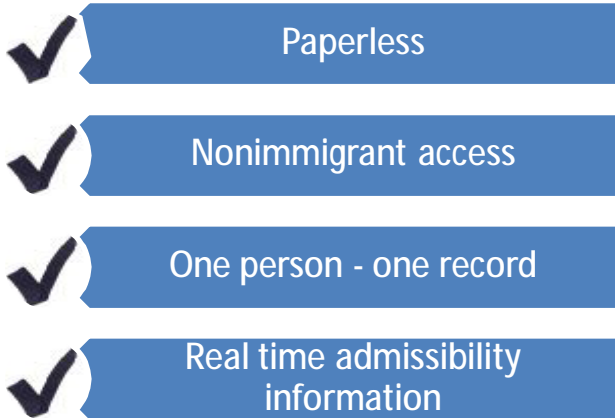 Paperless
Nonimmigrant access
One person - one record
Real time admissibility
information